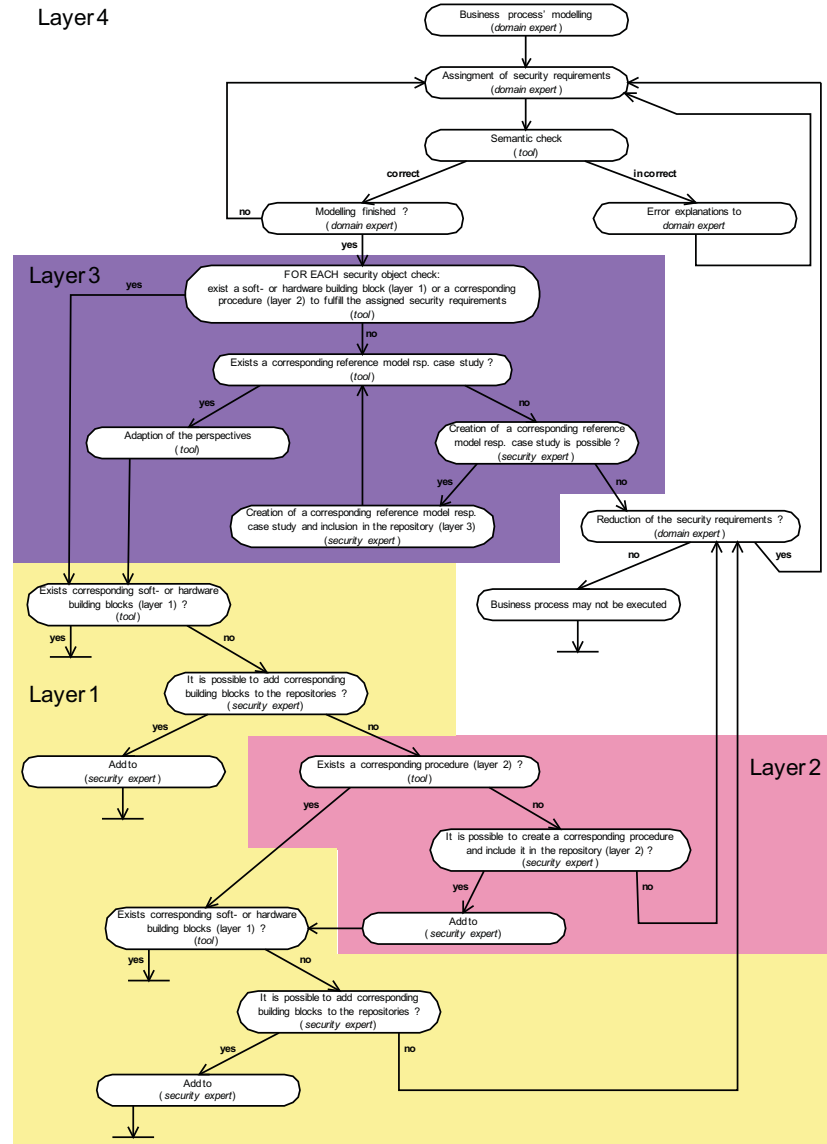 Layer 4
Business process' modelling
(domain expert)
Assingment of security requirements
(domain expert)
Semantic check
(tool)
correct
incorrect
no
Modelling finished ?
(domain expert)
Error explanations to
domain expert
yes
Layer 3
yes
FOR EACH security object check:
exist a soft- or hardware building block (layer 1) or a corresponding
procedure (layer 2) to fulfill the assigned security requirements
(tool)
no
Exists a corresponding reference model rsp. case study ?
(tool)
yes
no
Adaption of the perspectives
(tool)
Creation of a corresponding reference
model resp. case study is possible ?
(security expert)
yes
no
Creation of a corresponding reference model resp.
case study and inclusion in the repository (layer 3)
(security expert)
Reduction of the security requirements ?
(domain expert)
no
yes
Exists corresponding soft- or hardware
building blocks (layer 1) ?
(tool)
Business process may not be executed
yes
no
It is possible to add corresponding
building blocks to the repositories ?
(security expert)
Layer 1
yes
no
Add to
(security expert)
Exists a corresponding procedure (layer 2) ?
(tool)
Layer 2
yes
no
It is possible to create a corresponding procedure
and include it in the repository (layer 2) ?
(security expert)
yes
no
Exists corresponding soft- or hardware
building blocks (layer 1) ?
(tool)
Add to
(security expert)
yes
no
It is possible to add corresponding
building blocks to the repositories ?
(security expert)
yes
no
Add to
(security expert)